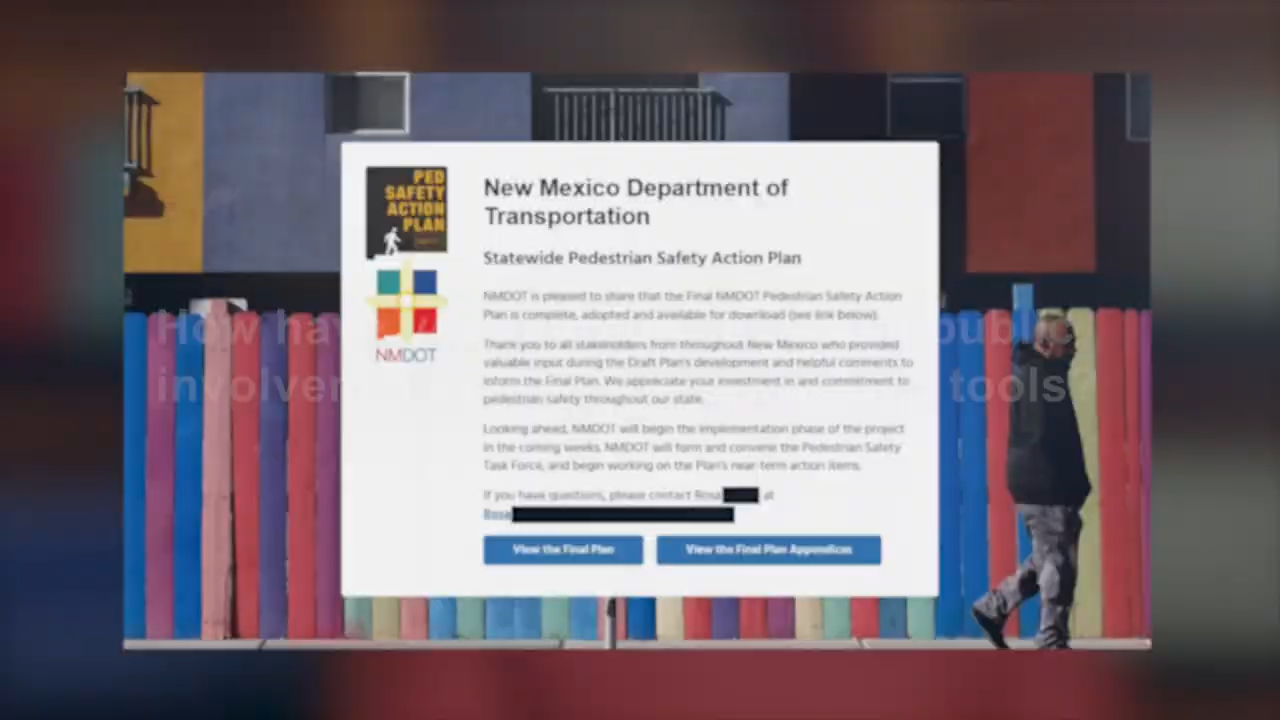 PED
SAFETY
ACTION
PLAN
NMDOT
New Mexico Department of
Transportation
Statewide Pedestrian Safety Action Plan
NMDOT is pleased to share that the Final NMDOT Pedestrian Safety Action
Plan is complete, adopted and available for download (see link below).
Thank you to all stakeholders from throughout New Mexico who provided
valuable input during the Draft Plan's development and helpful comments to
inform the Final Plan. We appreciate your investment in and commitment to
pedestrian safety throughout our state.
Looking ahead, NMDOT will begin the implementation phase of the project
in the coming weeks. NMDOT will form and convene the Pedestrian Safety
Task Force, and begin working on the Plan's near-term action items.
If you have questions, please contact Rosa at
Rosa
View the Final Plan
View the Final Plan Appendices
How
tools?